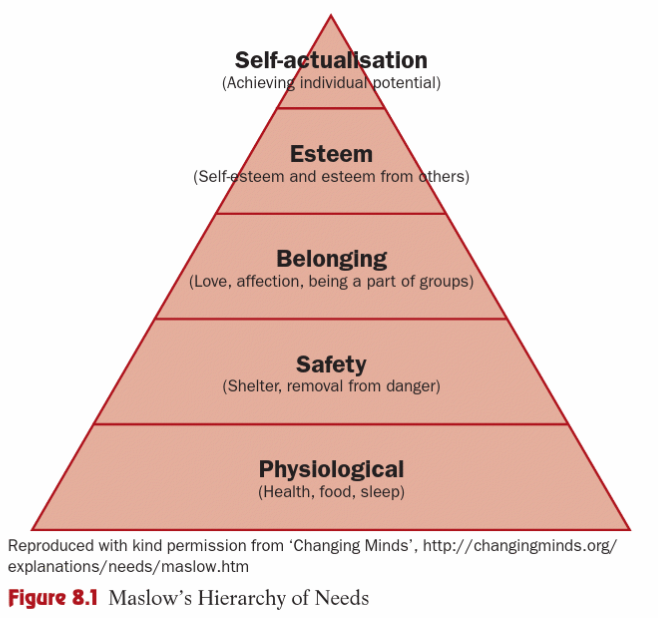 Self-actualisation
(Achieving individual potential)
Esteem
(Self-esteem and esteem from others)
Belonging
(Love, affection, being a part of groups)
Safety
(Shelter, removal from danger)
Physiological
(Health, food, sleep)
Reproduced with kind permission from ‘Changing Minds’, http://changingminds.org/
explanations/needs/maslow.htm
Figure 8.1 Maslow’s Hierarchy of Needs